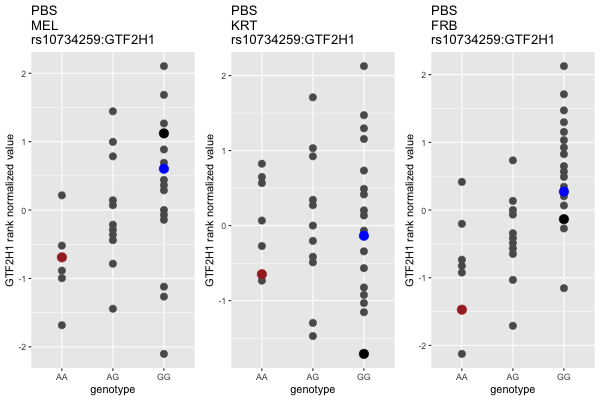 PBS
MEL
rs10734259:GTF2H1
GTF2H1 rank normalized value
2
1
0
-1
-2
AA AG GG
genotype
PBS
KRT
rs10734259:GTF2H1
GTF2H1 rank normalized value
2
1
0
-1
AA AG GG
genotype
PBS
FRB
rs10734259:GTF2H1
GTF2H1 rank normalized value
2
1
0
-1
-2
AA AG GG
genotype